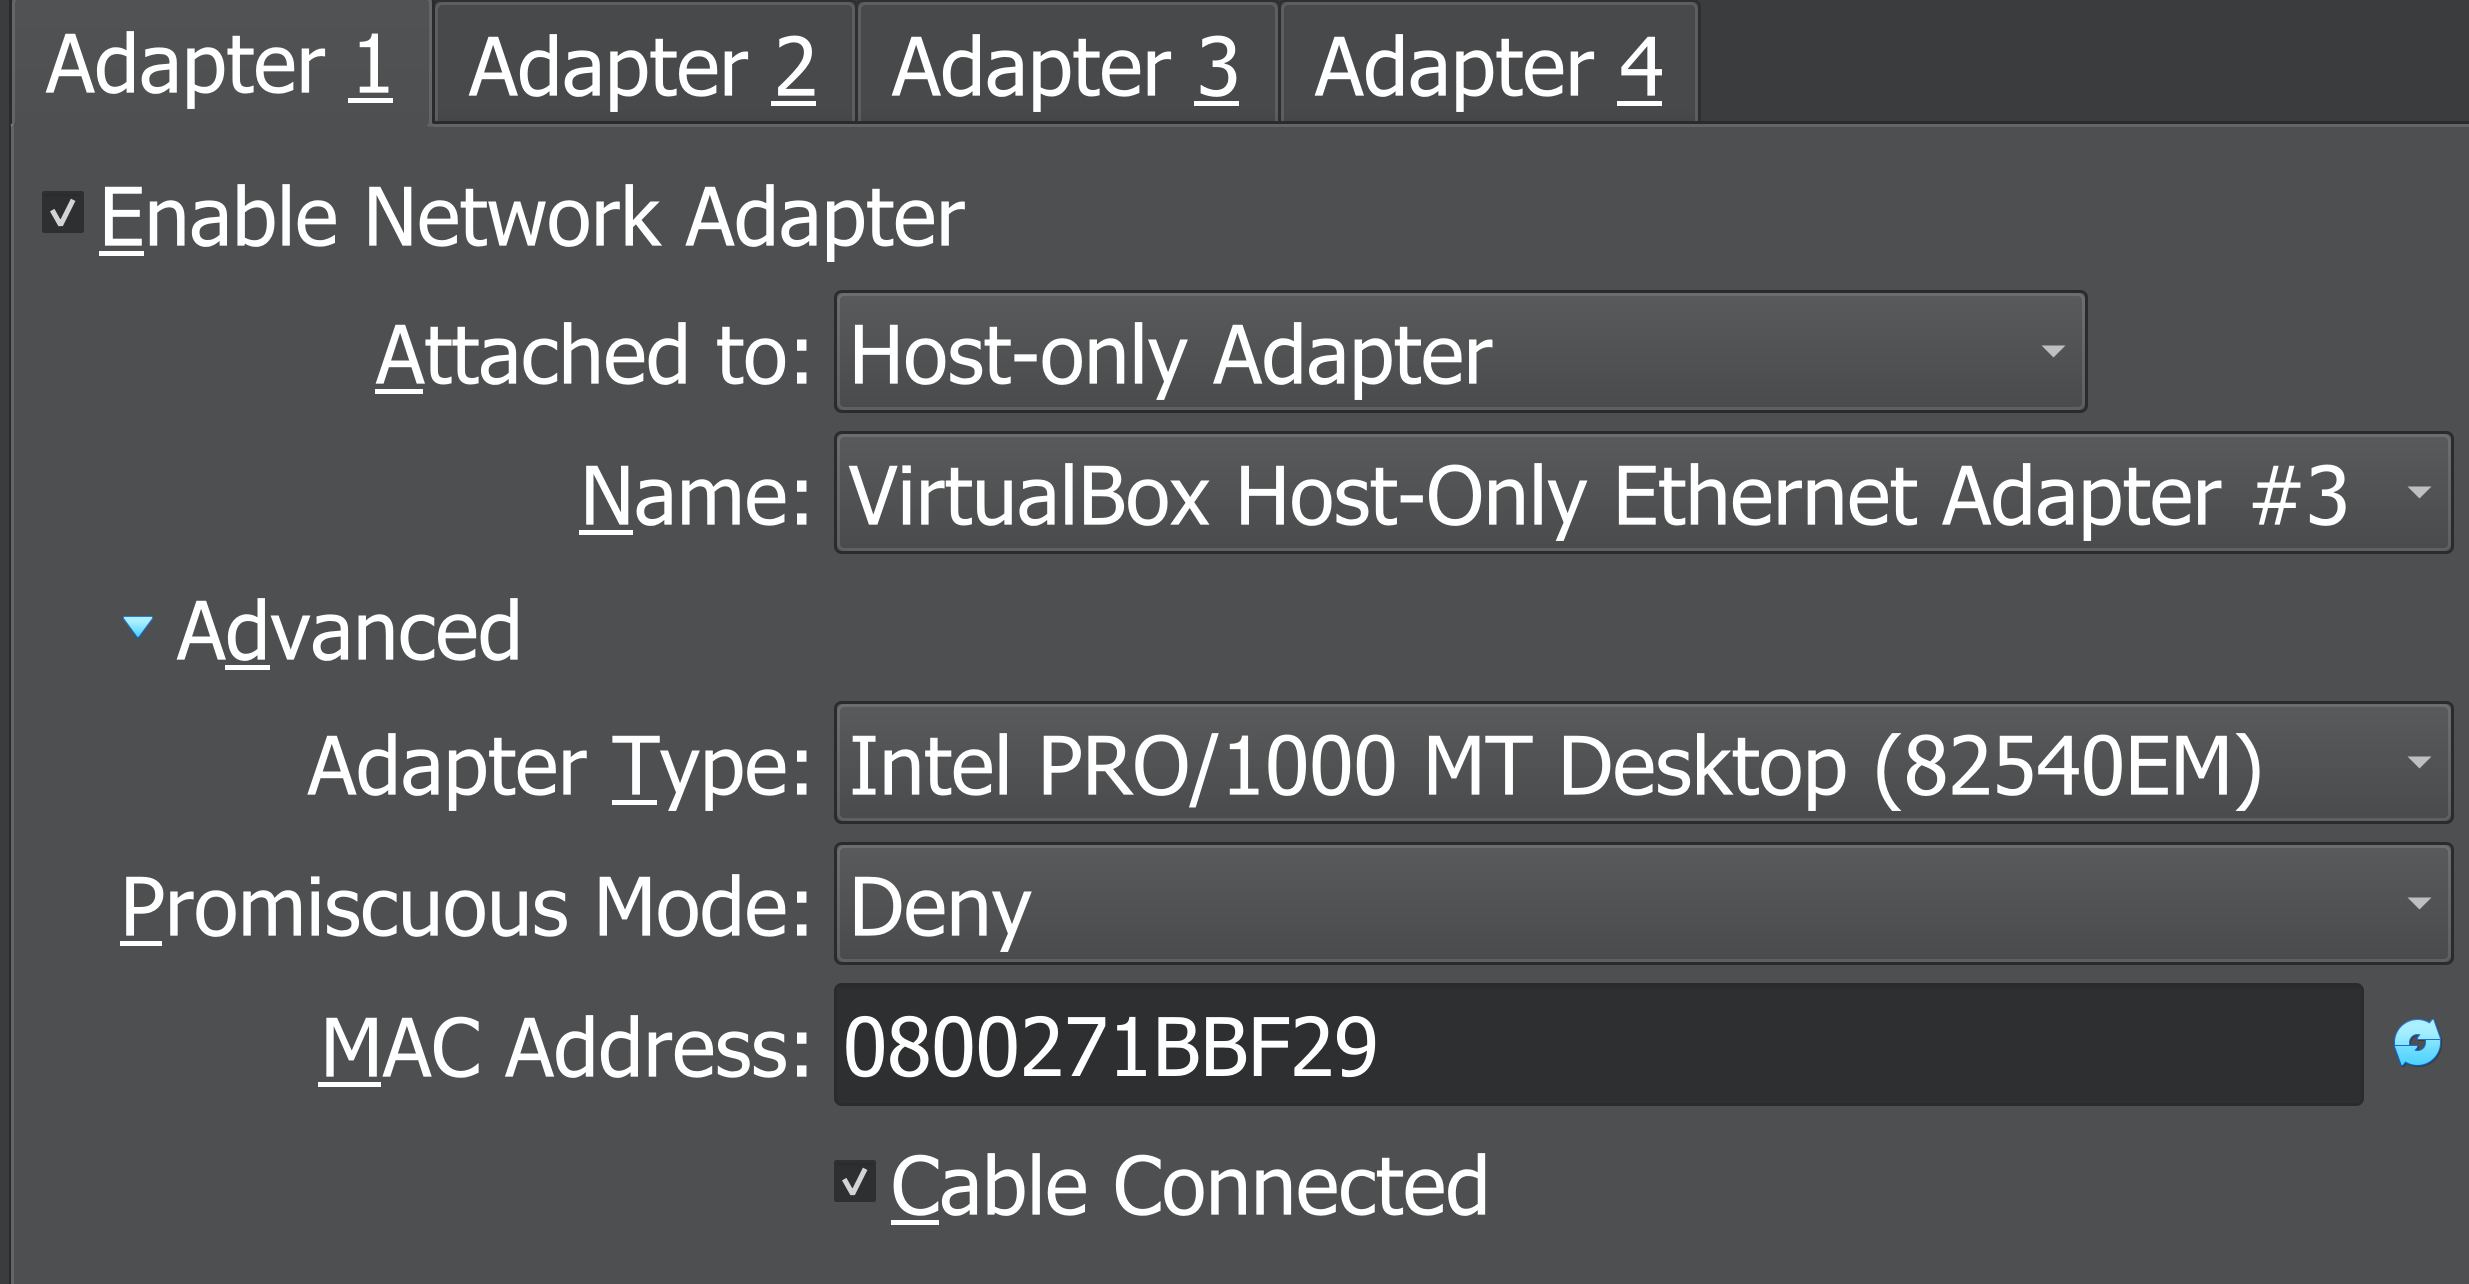 Adapter 1 Adapter 2 Adapter 3 Adapter 4
Enable Network Adapter
Attached to: Host-only Adapter
Name: VirtualBox Host-Only Ethernet Adapter #3
Advanced
Adapter Type: Intel PRO/1000 MT Desktop (82540EM)
Promiscuous Mode: Deny
MAC Address: 0800271BBF29
Cable Connected